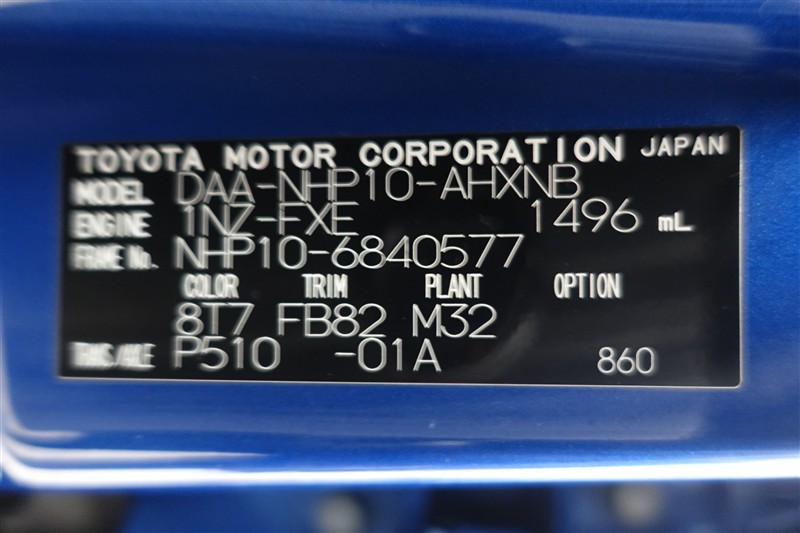 TOYOTA MOTOR CORPORATION JAPAN
MODEL DAA-NHP10-AHXNB
ENGINE 1NZ-FXE 1496 mL
FRAME No. NHP10-6840577
COLOR TRIM PLANT OPTION
8T7 FB82 M32
TRANS/AXLE P510 -01A 860